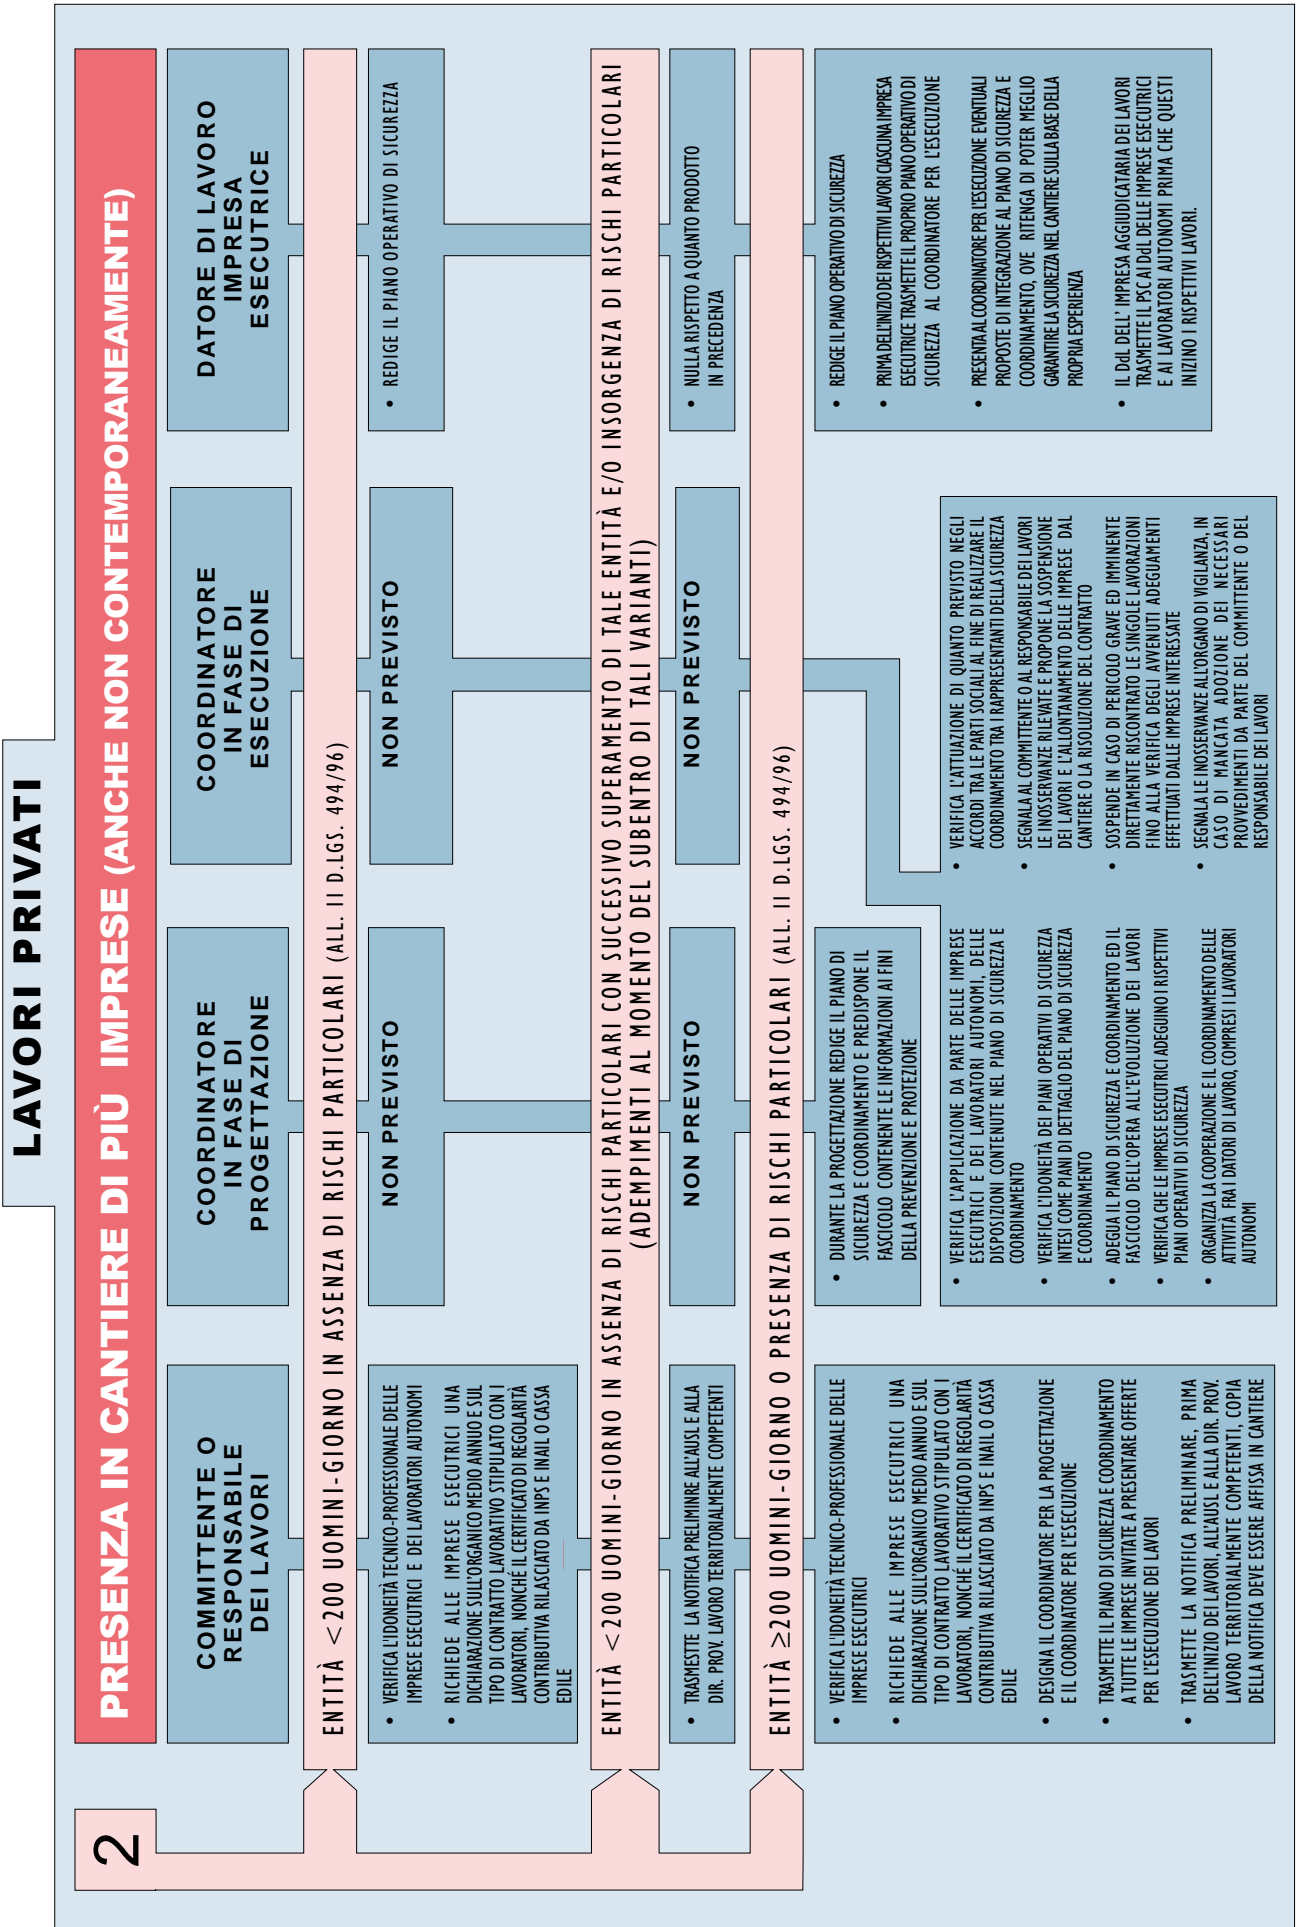 LAVORI PRIVATI
2
PRESENZA IN CANTIERE DI PIÙ IMPRESE (ANCHE NON CONTEMPORANEAMENTE)
COMMITTENTE O
RESPONSABILE
DEI LAVORI
COORDINATORE
IN FASE DI
PROGETTAZIONE
COORDINATORE
IN FASE DI
ESECUZIONE
DATORE DI LAVORO
IMPRESA
ESECUTRICE
ENTITÀ <200 UOMINI-GIORNO IN ASSENZA DI RISCHI PARTICOLARI (ALL. II D.LGS. 494/96)
• VERIFICA L'IDONEITÀ TECNICO-PROFESSIONALE DELLE
IMPRESE ESECUTRICI E DEI LAVORATORI AUTONOMI
• RICHIEDE ALLE IMPRESE ESECUTRICI UNA
DICHIARAZIONE SULL'ORGANICO MEDIO ANNUO E SUL
TIPO DI CONTRATTO LAVORATIVO STIPULATO CON I
LAVORATORI, NONCHÉ IL CERTIFICATO DI REGOLARITÀ
CONTRIBUTIVA RILASCIATO DA INPS E INAIL O CASSA
EDILE
NON PREVISTO
NON PREVISTO
• REDIGE IL PIANO OPERATIVO DI SICUREZZA
ENTITÀ <200 UOMINI-GIORNO IN ASSENZA DI RISCHI PARTICOLARI CON SUCCESSIVO SUPERAMENTO DI TALE ENTITÀ E/O INSORGENZA DI RISCHI PARTICOLARI
(ADEMPIMENTI AL MOMENTO DEL SUBENTRO DI TALI VARIANTI)
• TRASMESTTE LA NOTIFICA PRELIMINRE ALL'AUSL E ALLA
DIR. PROV. LAVORO TERRITORIALMENTE COMPETENTI
NON PREVISTO
NON PREVISTO
• NULLA RISPETTO A QUANTO PRODOTTO
IN PRECEDENZA
ENTITÀ ≥200 UOMINI-GIORNO O PRESENZA DI RISCHI PARTICOLARI (ALL. II D.LGS. 494/96)
• VERIFICA L'IDONEITÀ TECNICO-PROFESSIONALE DELLE
IMPRESE ESECUTRICI
• RICHIEDE ALLE IMPRESE ESECUTRICI UNA
DICHIARAZIONE SULL'ORGANICO MEDIO ANNUO E SUL
TIPO DI CONTRATTO LAVORATIVO STIPULATO CON I
LAVORATORI, NONCHÉ IL CERTIFICATO DI REGOLARITÀ
CONTRIBUTIVA RILASCIATO DA INPS E INAIL O CASSA
EDILE
• DESIGNA IL COORDINATORE PER LA PROGETTAZIONE
E IL COORDINATORE PER L'ESECUZIONE
• TRASMETTE IL PIANO DI SICUREZZA E COORDINAMENTO
A TUTTE LE IMPRESE INVITATE A PRESENTARE OFFERTE
PER L'ESECUZIONE DEI LAVORI
• TRASMETTE LA NOTIFICA PRELIMINARE, PRIMA
DELL'INIZIO DEI LAVORI, ALL'AUSL E ALLA DIR. PROV.
LAVORO TERRITORIALMENTE COMPETENTI, COPIA
DELLA NOTIFICA DEVE ESSERE AFFISSA IN CANTIERE
• DURANTE LA PROGETTAZIONE REDIGE IL PIANO DI
SICUREZZA E COORDINAMENTO E PREDISPONE IL
FASCICOLO CONTENENTE LE INFORMAZIONI AI FINI
DELLA PREVENZIONE E PROTEZIONE
• VERIFICA L'APPLICAZIONE DA PARTE DELLE IMPRESE
ESECUTRICI E DEI LAVORATORI AUTONOMI, DELLE
DISPOSIZIONI CONTENUTE NEL PIANO DI SICUREZZA E
COORDINAMENTO
• VERIFICA L'IDONEITÀ DEI PIANI OPERATIVI DI SICUREZZA
INTESI COME PIANI DI DETTAGLIO DEL PIANO DI SICUREZZA
E COORDINAMENTO
• ADEGUA IL PIANO DI SICUREZZA E COORDINAMENTO ED IL
FASCICOLO DELL'OPERA ALL'EVOLUZIONE DEI LAVORI
• VERIFICA CHE LE IMPRESE ESECUTRICI ADEGUINO I RISPETTIVI
PIANI OPERATIVI DI SICUREZZA
• ORGANIZZA LA COOPERAZIONE E IL COORDINAMENTO DELLE
ATTIVITÀ FRA I DATORI DI LAVORO, COMPRESI I LAVORATORI
AUTONOMI
• VERIFICA L'ATTUAZIONE DI QUANTO PREVISTO NEGLI
ACCORDI TRA LE PARTI SOCIALI AL FINE DI REALIZZARE IL
COORDINAMENTO TRA I RAPPRESENTANTI DELLA SICUREZZA
• SEGNALA AL COMMITTENTE O AL RESPONSABILE DEI LAVORI
LE INOSSERVANZE RILEVATE E PROPONE LA SOSPENSIONE
DEI LAVORI E L'ALLONTANAMENTO DELLE IMPRESE DAL
CANTIERE O LA RISOLUZIONE DEL CONTRATTO
• SOSPENDE IN CASO DI PERICOLO GRAVE ED IMMINENTE
DIRETTAMENTE RISCONTRATO LE SINGOLE LAVORAZIONI
FINO ALLA VERIFICA DEGLI AVVENUTI ADEGUAMENTI
EFFETTUATI DALLE IMPRESE INTERESSATE
• SEGNALA LE INOSSERVANZE ALL'ORGANO DI VIGILANZA, IN
CASO DI MANCATA ADOZIONE DEI NECESSARI
PROVVEDIMENTI DA PARTE DEL COMMITTENTE O DEL
RESPONSABILE DEI LAVORI
• REDIGE IL PIANO OPERATIVO DI SICUREZZA
• PRIMA DELL'INIZIO DEI RISPETTIVI LAVORI CIASCUNA IMPRESA
ESECUTRICE TRASMETTE IL PROPRIO PIANO OPERATIVO DI
SICUREZZA AL COORDINATORE PER L'ESECUZIONE
• PRESENTA AL COORDINATORE PER L'ESECUZIONE EVENTUALI
PROPOSTE DI INTEGRAZIONE AL PIANO DI SICUREZZA E
COORDINAMENTO, OVE RITENGA DI POTER MEGLIO
GARANTIRE LA SICUREZZA NEL CANTIERE SULLA BASE DELLA
PROPRIA ESPERIENZA
• IL DdL DELL' IMPRESA AGGIUDICATARIA DEI LAVORI
TRASMETTE IL PSC AI DdL DELLE IMPRESE ESECUTRICI
E AI LAVORATORI AUTONOMI PRIMA CHE QUESTI
INIZINO I RISPETTIVI LAVORI.